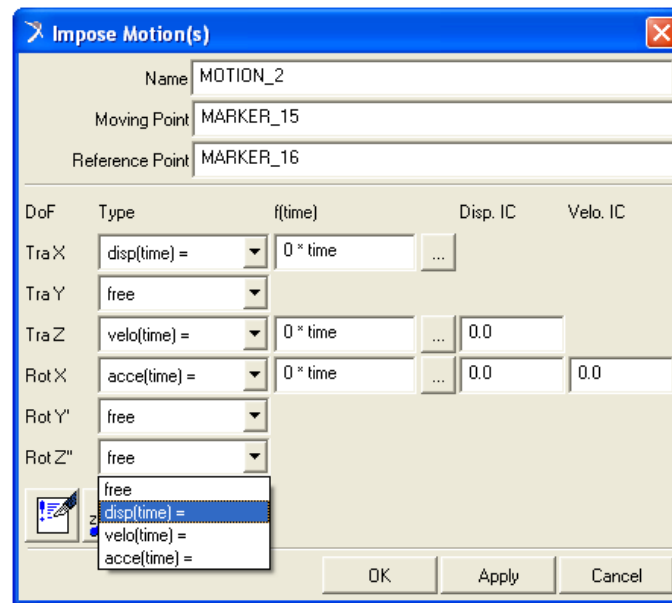 Impose Motion(s)
Name MOTION_2
Moving Point MARKER_15
Reference Point MARKER_16
DoF Type f(time) Disp. IC Velo. IC
Tra X disp(time) = 0 * time ...
Tra Y free
Tra Z velo(time) = 0 * time ... 0.0
Rot X acce(time) = 0 * time ... 0.0 0.0
Rot Y' free
Rot Z" free
free
disp(time) =
velo(time) =
acce(time) =
OK Apply Cancel